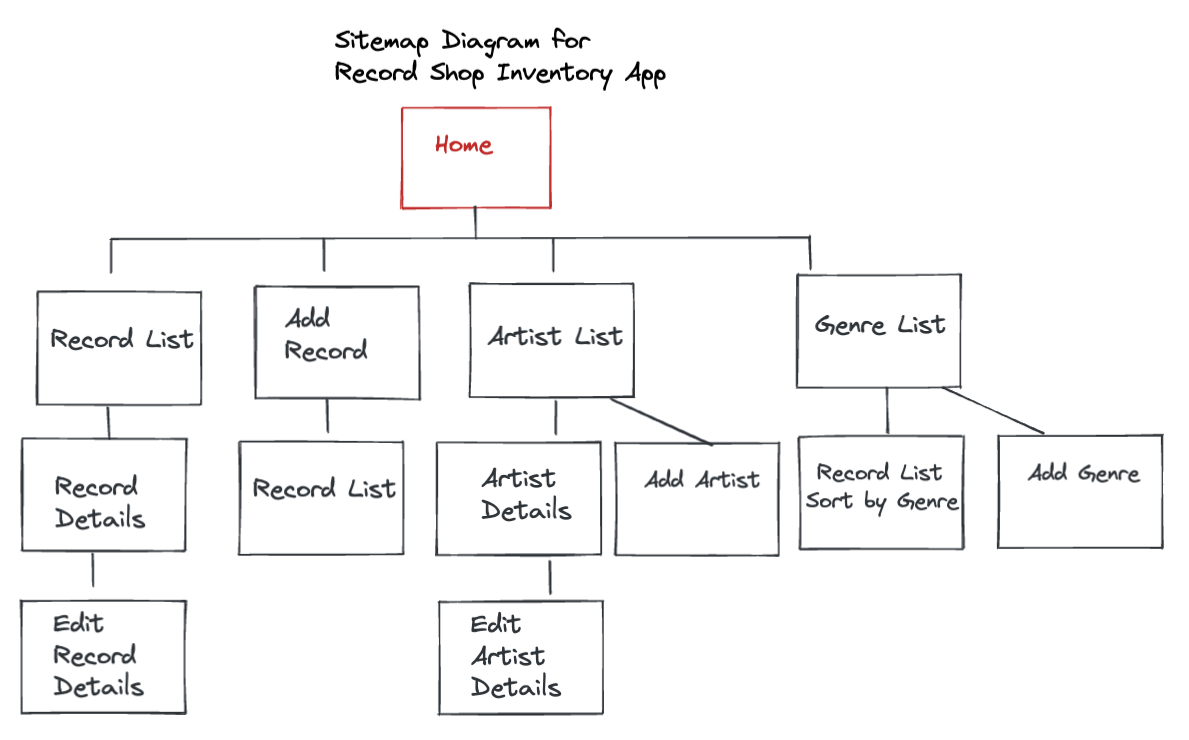 Sitemap Diagram for
Record Shop Inventory App
Home
Record List
Add
Record
Artist List
Genre List
Record
Details
Record List
Artist
Details
Add Artist
Record List
Sort by Genre
Add Genre
Edit
Record
Details
Edit
Artist
Details